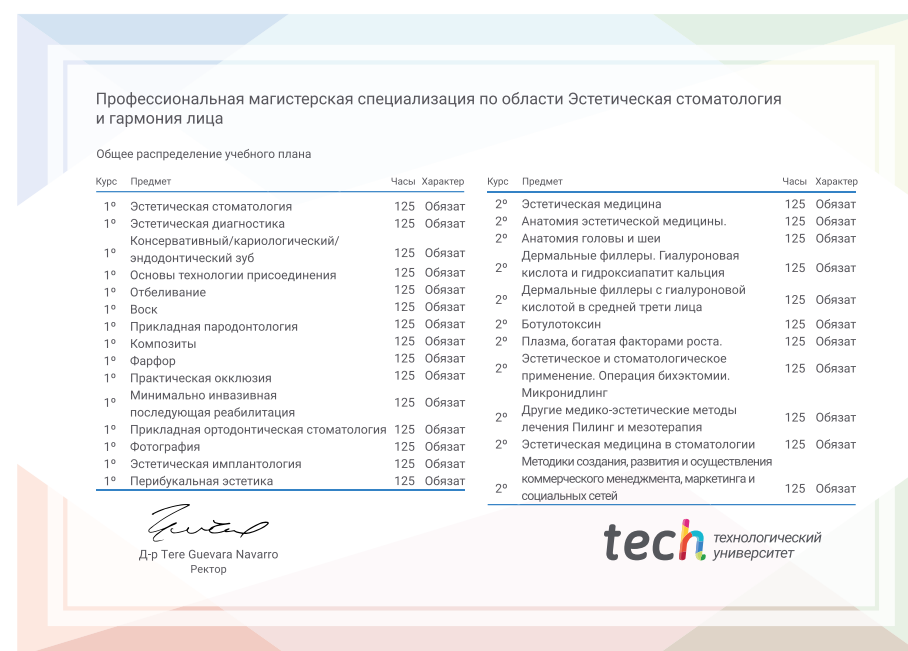 Профессиональная магистерская специализация по области Эстетическая стоматология
и гармония лица
Общее распределение учебного плана
Курс Предмет Часы Характер
1º Эстетическая стоматология 125 Обязат
1º Эстетическая диагностика 125 Обязат
Консервативный/кариологический/
1º эндодонтический зуб 125 Обязат
1º Основы технологии присоединения 125 Обязат
1º Отбеливание 125 Обязат
1º Воск 125 Обязат
1º Прикладная пародонтология 125 Обязат
1º Композиты 125 Обязат
1º Фарфор 125 Обязат
1º Практическая окклюзия 125 Обязат
Минимально инвазивная
1º последующая реабилитация 125 Обязат
1º Прикладная ортодонтическая стоматология 125 Обязат
1º Фотография 125 Обязат
1º Эстетическая имплантология 125 Обязат
1º Перибукальная эстетика 125 Обязат
Курс Предмет Часы Характер
2º Эстетическая медицина 125 Обязат
2º Анатомия эстетической медицины. 125 Обязат
2º Анатомия головы и шеи 125 Обязат
Дермальные филлеры. Гиалуроновая
2º кислота и гидроксиапатит кальция 125 Обязат
Дермальные филлеры с гиалуроновой
2º кислотой в средней трети лица 125 Обязат
2º Ботулотоксин 125 Обязат
2º Плазма, богатая факторами роста. 125 Обязат
Эстетическое и стоматологическое
2º применение. Операция бихэктомии. 125 Обязат
Микронидлинг
Другие медико-эстетические методы
2º лечения Пилинг и мезотерапия 125 Обязат
2º Эстетическая медицина в стоматологии 125 Обязат
Методики создания, развития и осуществления
коммерческого менеджмента, маркетинга и
2º социальных сетей 125 Обязат
Д-р Tere Guevara Navarro
Ректор
tech технологический
университет